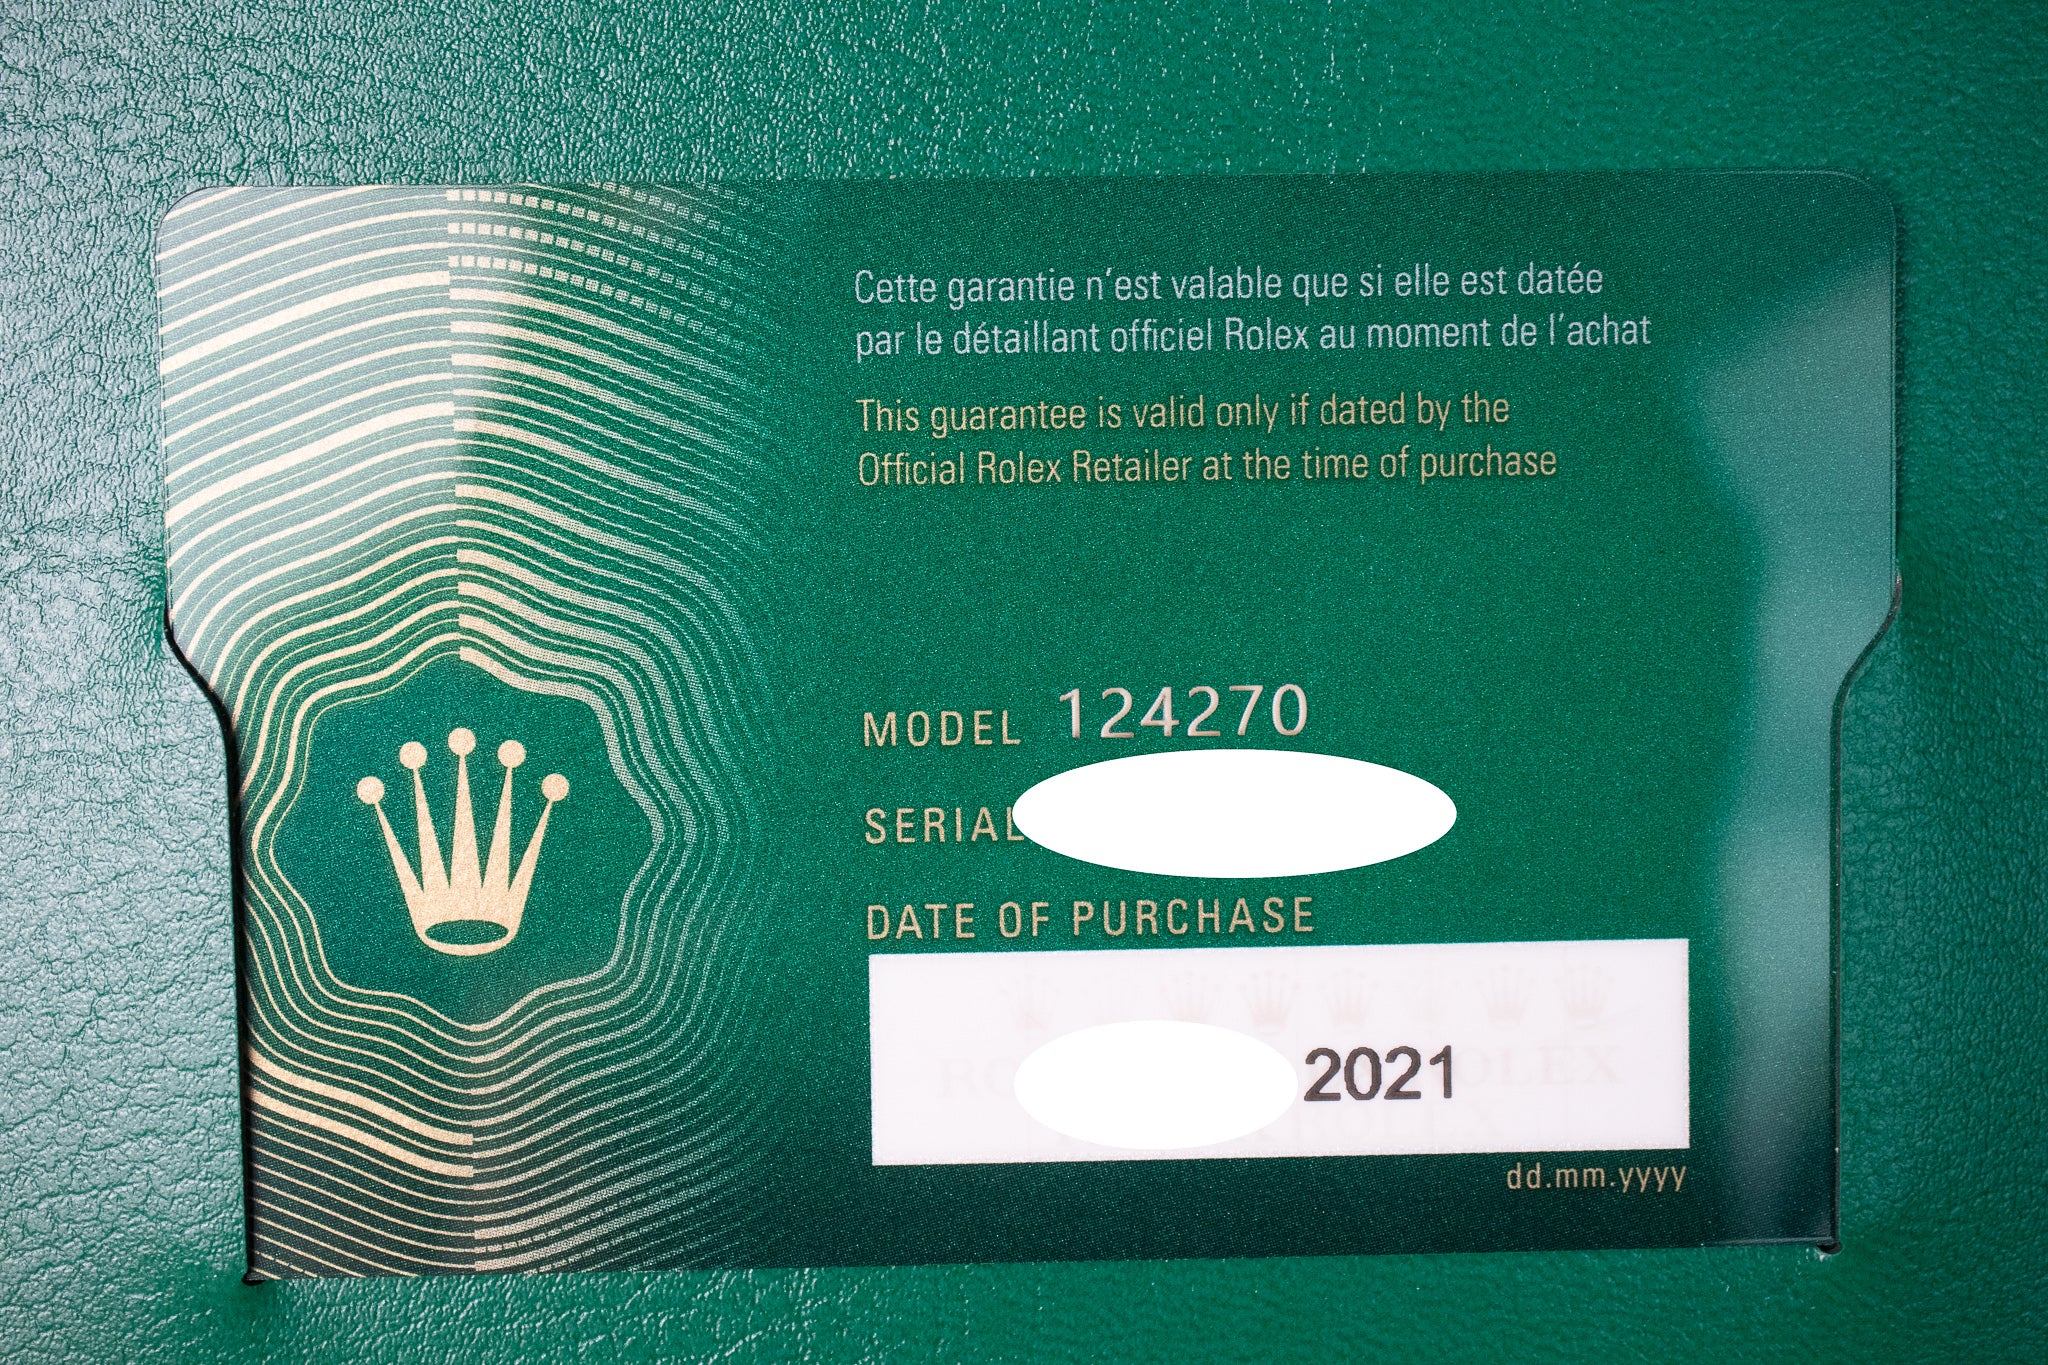 Cette garantie n'est valable que si elle est datée
par le détaillant officiel Rolex au moment de l'achat
This guarantee is valid only if dated by the
Official Rolex Retailer at the time of purchase
MODEL 124270
SERIAL
DATE OF PURCHASE
2021
ROLEX
dd.mm.yyyy